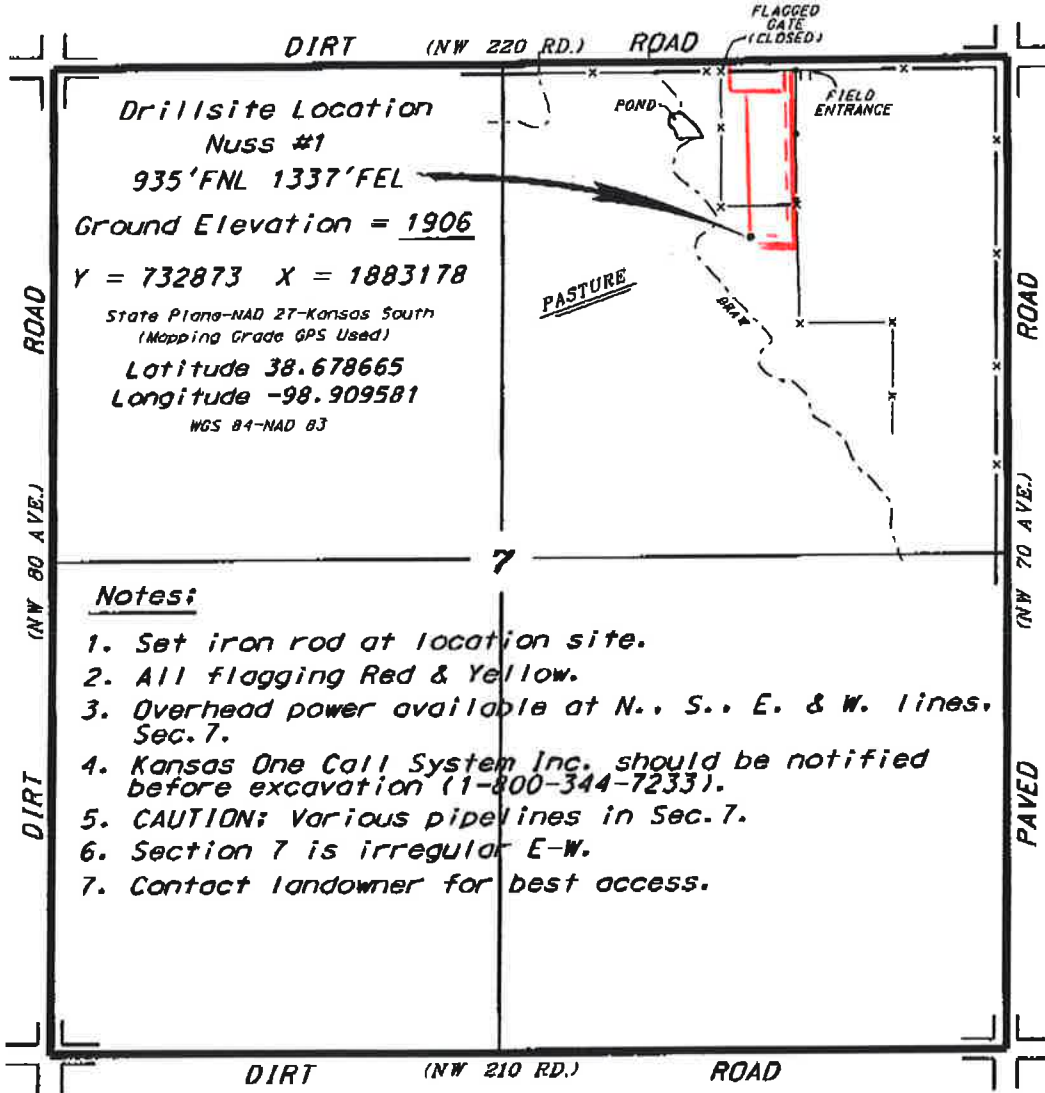 FLAGGED
GATE
(CLOSED)
DIRT (NW 220 RD.) ROAD
Drillsite Location
Nuss #1
935'FNL 1337'FEL
Ground Elevation = 1906
Y = 732873 X = 1883178
State Plane-NAD 27-Kansas South
(Mapping Grade GPS Used)
Latitude 38.678665
Longitude -98.909581
WGS 84-NAD 83
POND
FIELD
ENTRANCE
PASTURE
DRAW
ROAD
(NW 80 AVE.)
DIRT
ROAD
(NW 70 AVE.)
PAVED
7
Notes:
1. Set iron rod at location site.
2. All flagging Red & Yellow.
3. Overhead power available at N., S., E. & W. lines,
Sec. 7.
4. Kansas One Call System Inc. should be notified
before excavation (1-800-344-7233).
5. CAUTION: Various pipelines in Sec. 7.
6. Section 7 is irregular E-W.
7. Contact landowner for best access.
DIRT (NW 210 RD.) ROAD